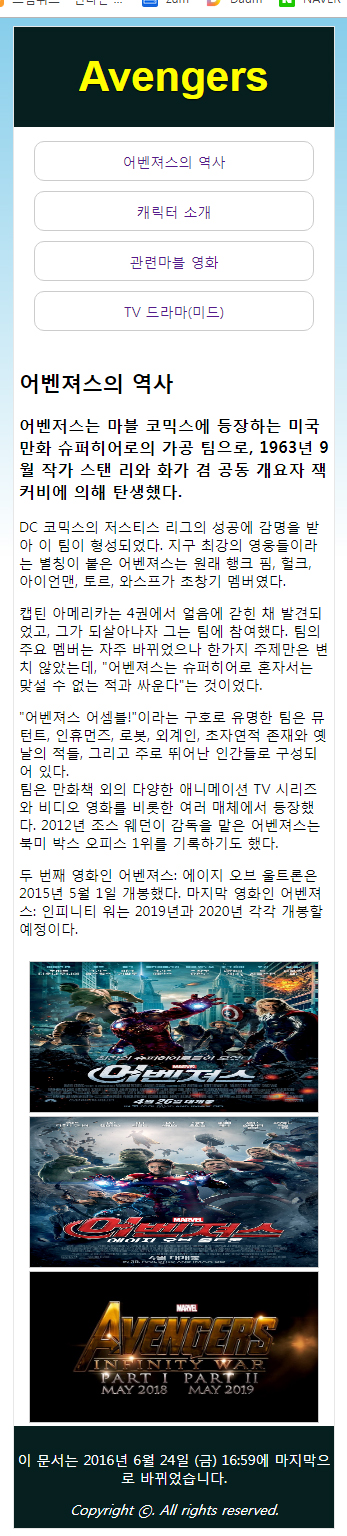 zum
Daum
NAVER
Avengers
어벤져스의 역사
캐릭터 소개
관련마블 영화
TV 드라마(미드)
어벤져스의 역사
어벤저스는 마블 코믹스에 등장하는 미국
만화 슈퍼히어로의 가공 팀으로, 1963년 9
월 작가 스탠 리와 화가 겸 공동 개요자 잭
커비에 의해 탄생했다.
DC 코믹스의 저스티스 리그의 성공에 감명을 받
아 이 팀이 형성되었다. 지구 최강의 영웅들이라
는 별칭이 붙은 어벤져스는 원래 행크 핌, 헐크,
아이언맨, 토르, 와스프가 초창기 멤버였다.
캡틴 아메리카는 4권에서 얼음에 갇힌 채 발견되
었고, 그가 되살아나자 그는 팀에 참여했다. 팀의
주요 멤버는 자주 바뀌었으나 한가지 주제만은 변
치 않았는데, "어벤져스는 슈퍼히어로 혼자서는
맞설 수 없는 적과 싸운다"는 것이었다.
"어벤져스 어셈블!"이라는 구호로 유명한 팀은 뮤
턴트, 인휴먼즈, 로봇, 외계인, 초자연적 존재와 옛
날의 적들, 그리고 주로 뛰어난 인간들로 구성되
어 있다.
팀은 만화책 외의 다양한 애니메이션 TV 시리즈
와 비디오 영화를 비롯한 여러 매체에서 등장했
다. 2012년 조스 웨던이 감독을 맡은 어벤져스는
북미 박스 오피스 1위를 기록하기도 했다.
두 번째 영화인 어벤져스: 에이지 오브 울트론은
2015년 5월 1일 개봉했다. 마지막 영화인 어벤져
스: 인피니티 워는 2019년과 2020년 각각 개봉할
예정이다.
MARVEL
어벤져스
4월 26일 대개봉
MARVEL
어벤져스
에이지 오브 울트론
MARVEL
AVENGERS
INFINITY WAR
PART I PART II
MAY 2018 MAY 2019
이 문서는 2016년 6월 24일 (금) 16:59에 마지막으
로 바뀌었습니다.
Copyright ⓒ. All rights reserved.